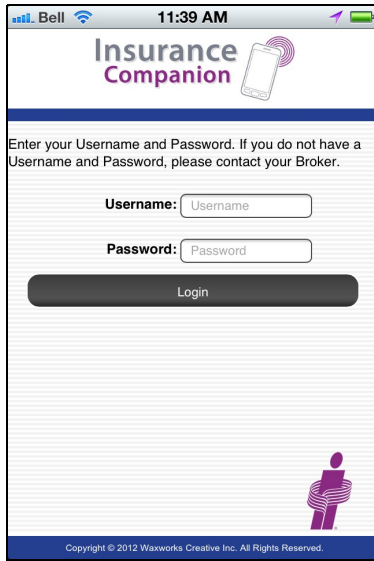 Bell 11:39 AM
Insurance
Companion
Enter your Username and Password. If you do not have a
Username and Password, please contact your Broker.
Username: Username
Password: Password
Login
Copyright © 2012 Waxworks Creative Inc. All Rights Reserved.